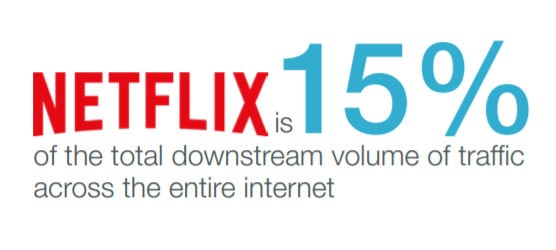 NETFLIX is 15%
of the total downstream volume of traffic
across the entire internet